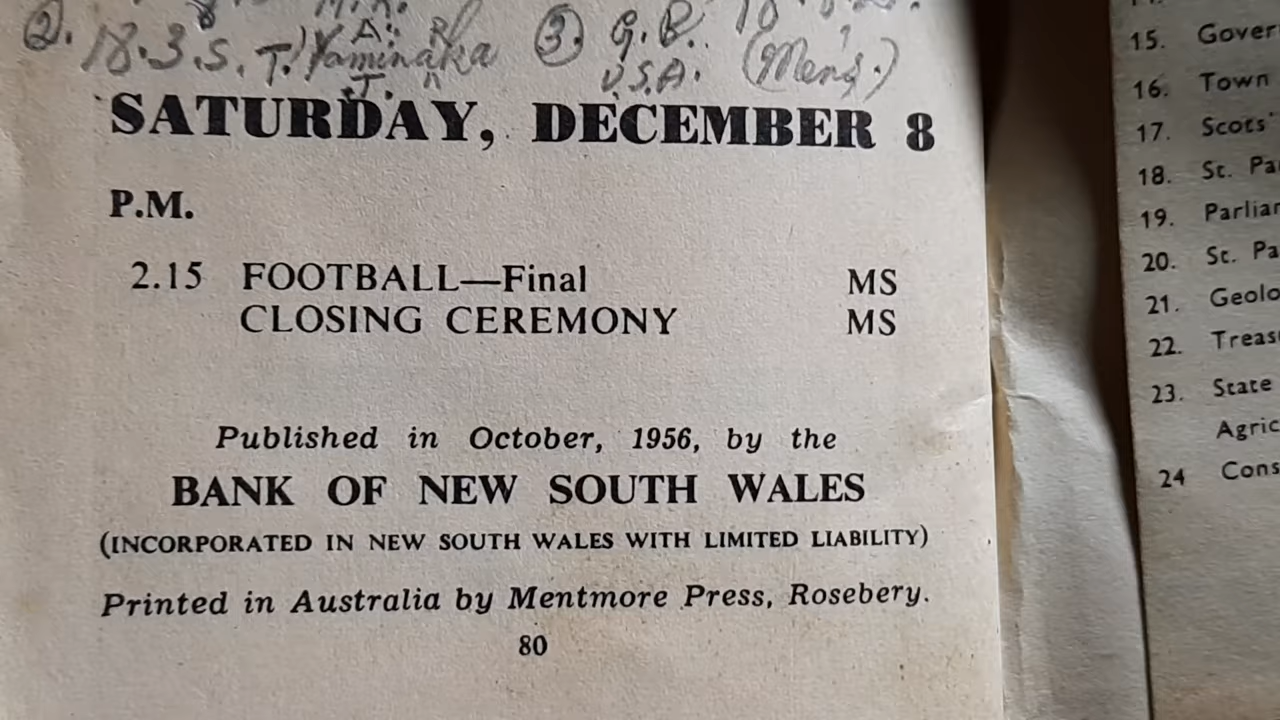 2. 18.3.S. T. Yaminaka 3 G.B. 10
J. U.S.A. (Mens.)
SATURDAY, DECEMBER 8
P.M.
2.15 FOOTBALL—Final MS
CLOSING CEREMONY MS
Published in October, 1956, by the
BANK OF NEW SOUTH WALES
(INCORPORATED IN NEW SOUTH WALES WITH LIMITED LIABILITY)
Printed in Australia by Mentmore Press, Rosebery.
80
15. Gover
16. Town
17. Scots'
18. St. Pa
19. Parliar
20. St. Pa
21. Geolo
22. Treas
23. State
Agric
24 Cons